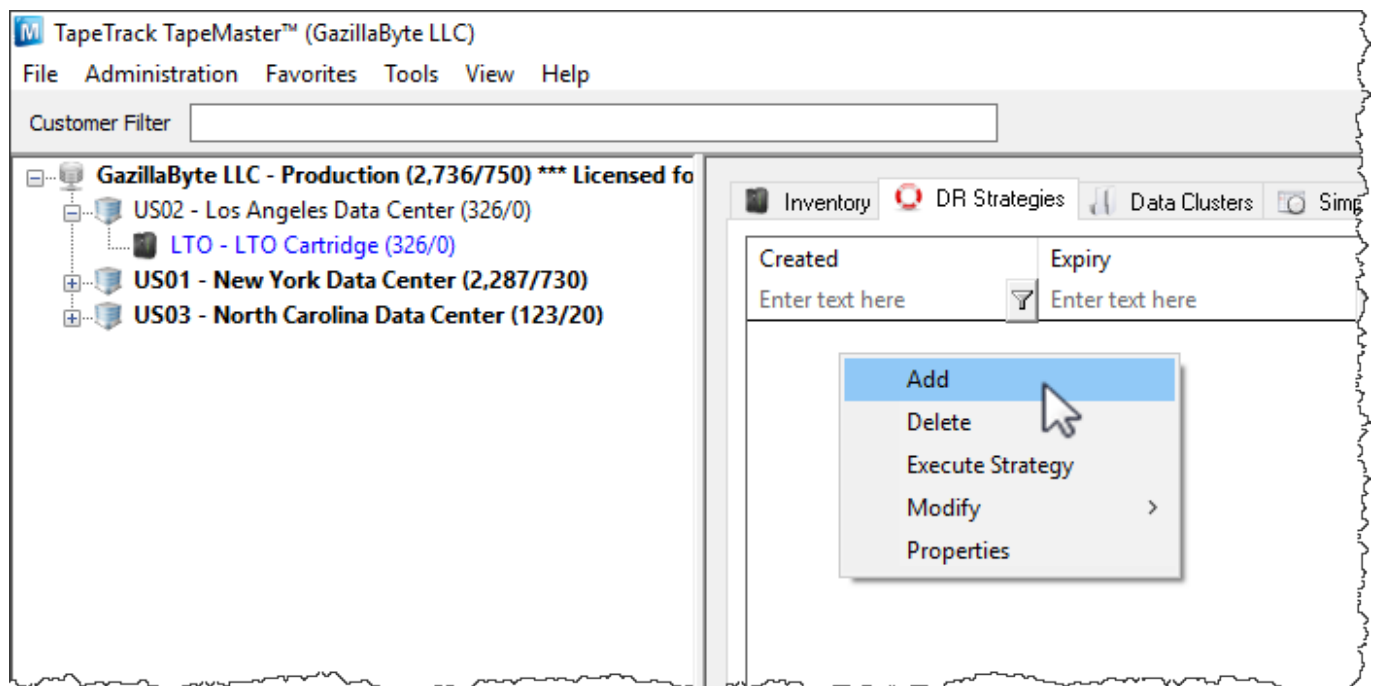 TapeTrack TapeMaster™ (GazillaByte LLC)
File Administration Favorites Tools View Help
Customer Filter
GazillaByte LLC - Production (2,736/750) *** Licensed fo
US02 - Los Angeles Data Center (326/0)
LTO - LTO Cartridge (326/0)
US01 - New York Data Center (2,287/730)
US03 - North Carolina Data Center (123/20)
Inventory DR Strategies Data Clusters Simp
Created Expiry
Enter text here Enter text here
Add
Delete
Execute Strategy
Modify >
Properties